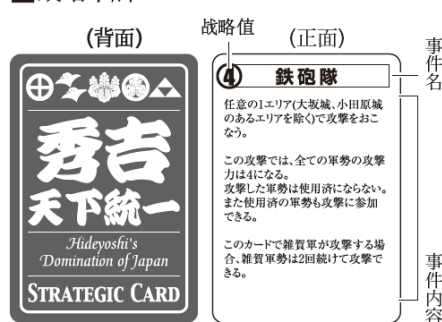 (背面)
战略值
(正面)
事件名
秀吉
天下統一
Hideyoshi's
Domination of Japan
STRATEGIC CARD
④ 鉄砲隊
任意の1エリア(大坂城、小田原城
のあるエリアを除く)で攻撃をおこ
なう。
この攻撃では、全ての軍勢の攻撃
力は4になる。
攻撃した軍勢は使用済にならない。
また使用済の軍勢も攻撃に参加
できる。
このカードで雑賀軍が攻撃する場
合、雑賀軍勢は2回続けて攻撃で
きる。
事件内容